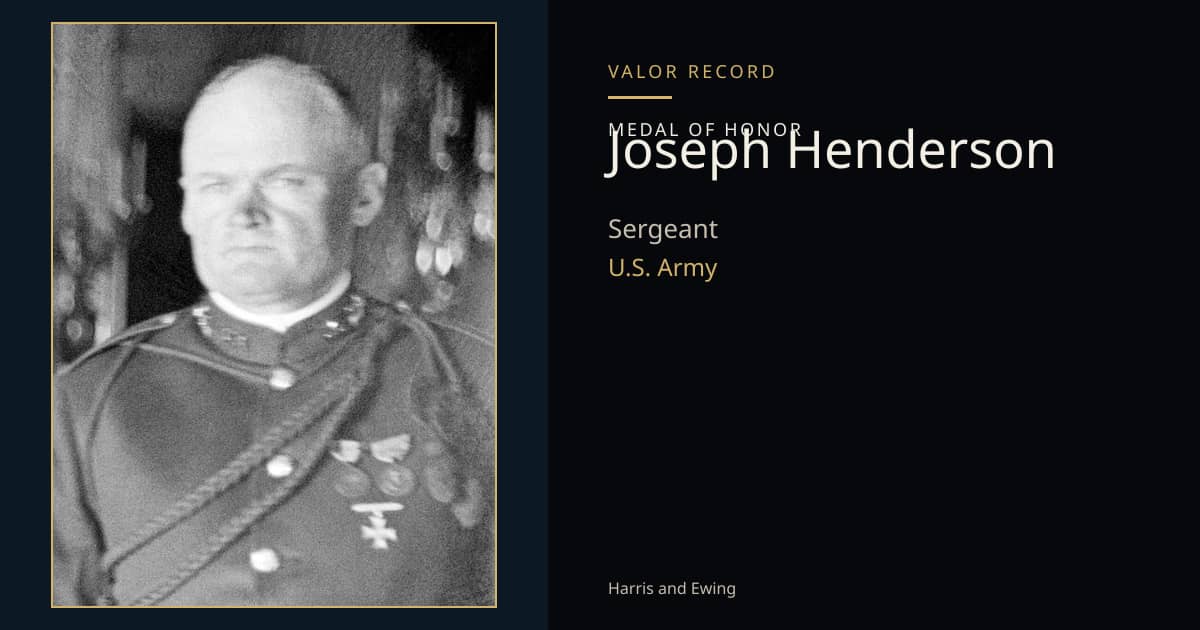 VALOR RECORD
MEDAL OF HONOR
Joseph Henderson
Sergeant
U.S. Army
Harris and Ewing